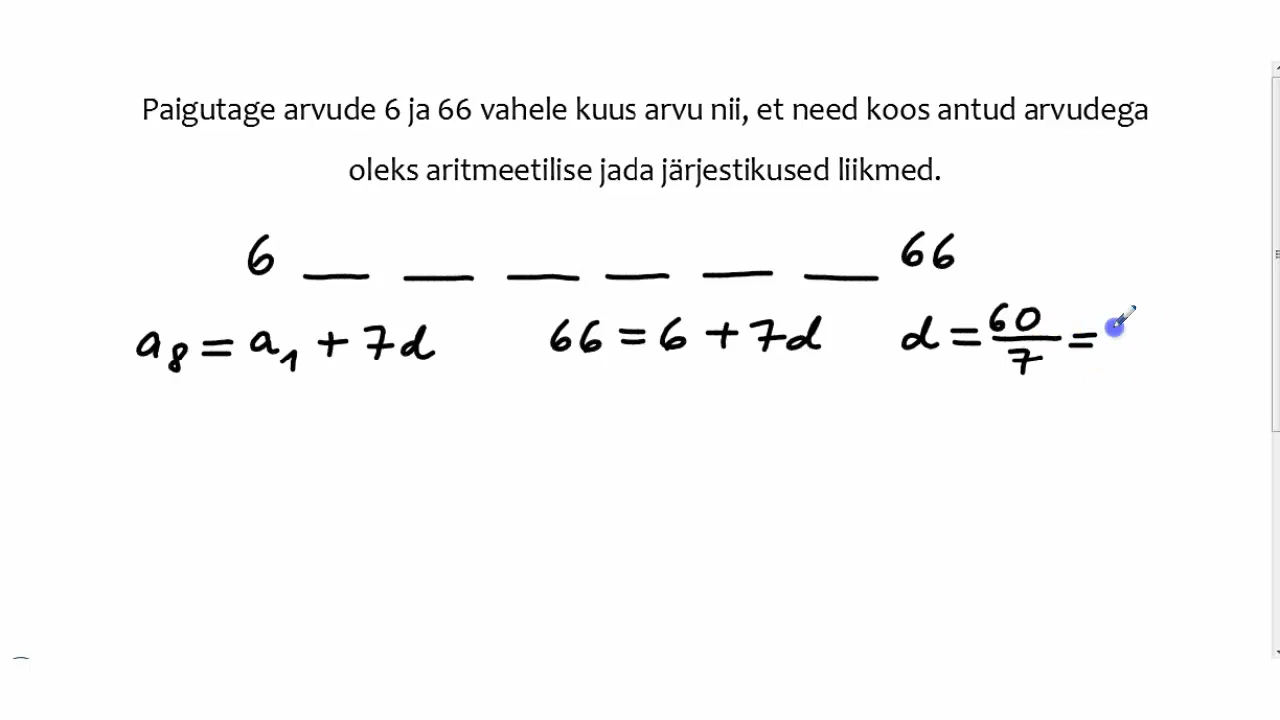 Paigutage arvude 6 ja 66 vahele kuus arvu nii, et need koos antud arvudega
oleks aritmeetilise jada järjestikused liikmed.
6 __ __ __ __ __ __ 66
a₈ = a₁ + 7d 66 = 6 + 7d d = 60/7 =